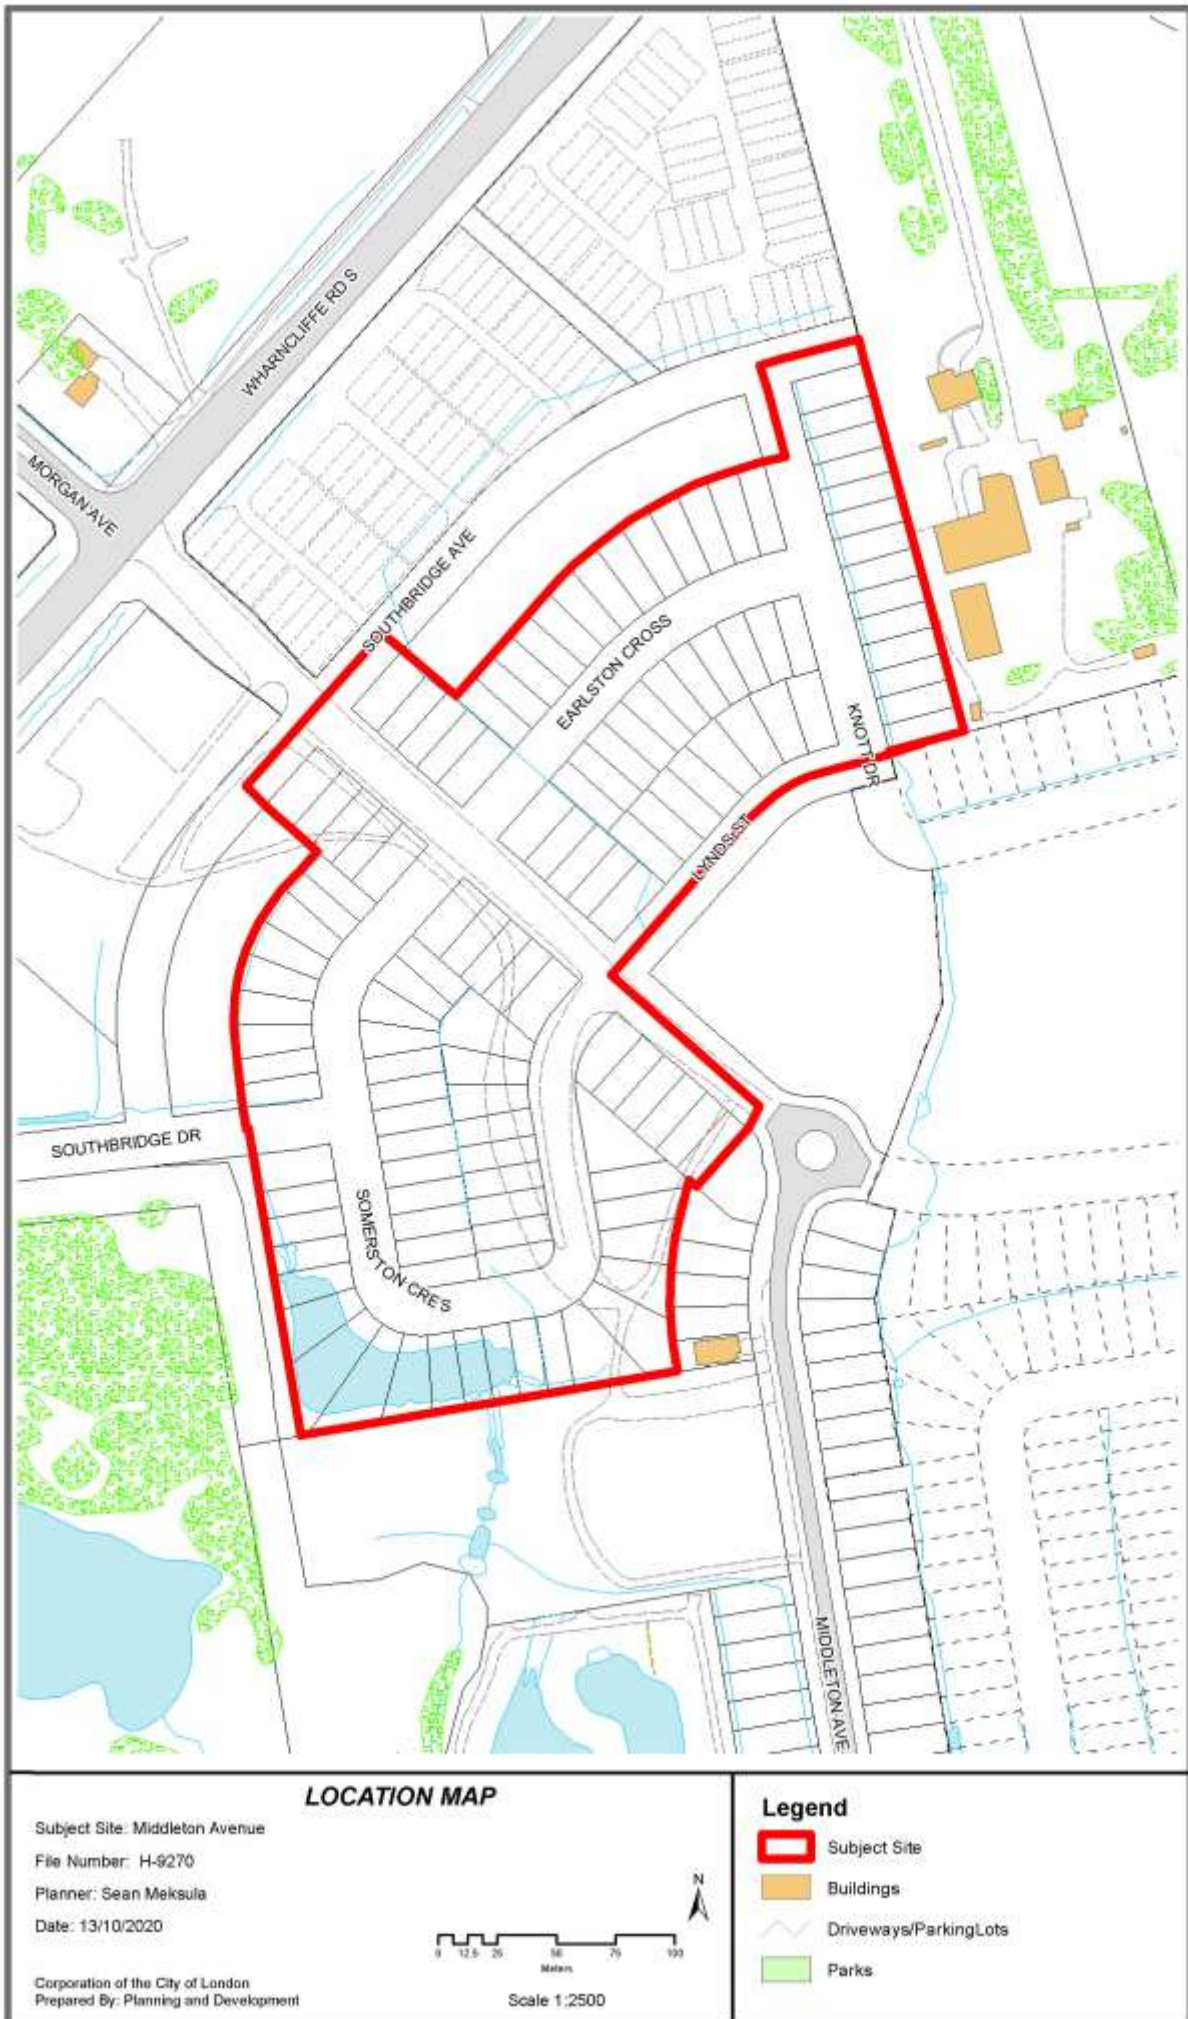 WHARNCLIFFE RD S
MORGAN AVE
SOUTHBRIDGE AVE
EARLSTON CROSS
KNOTT DR
LYNDS ST
SOUTHBRIDGE DR
SOMERSTON CRES
MIDDLETON AVE
LOCATION MAP
Subject Site: Middleton Avenue
File Number: H-9270
Planner: Sean Meksula
Date: 13/10/2020
Corporation of the City of London
Prepared By: Planning and Development
N
0 12.5 25 50 75 100
Meters
Scale 1:2500
Legend
Subject Site
Buildings
Driveways/ParkingLots
Parks